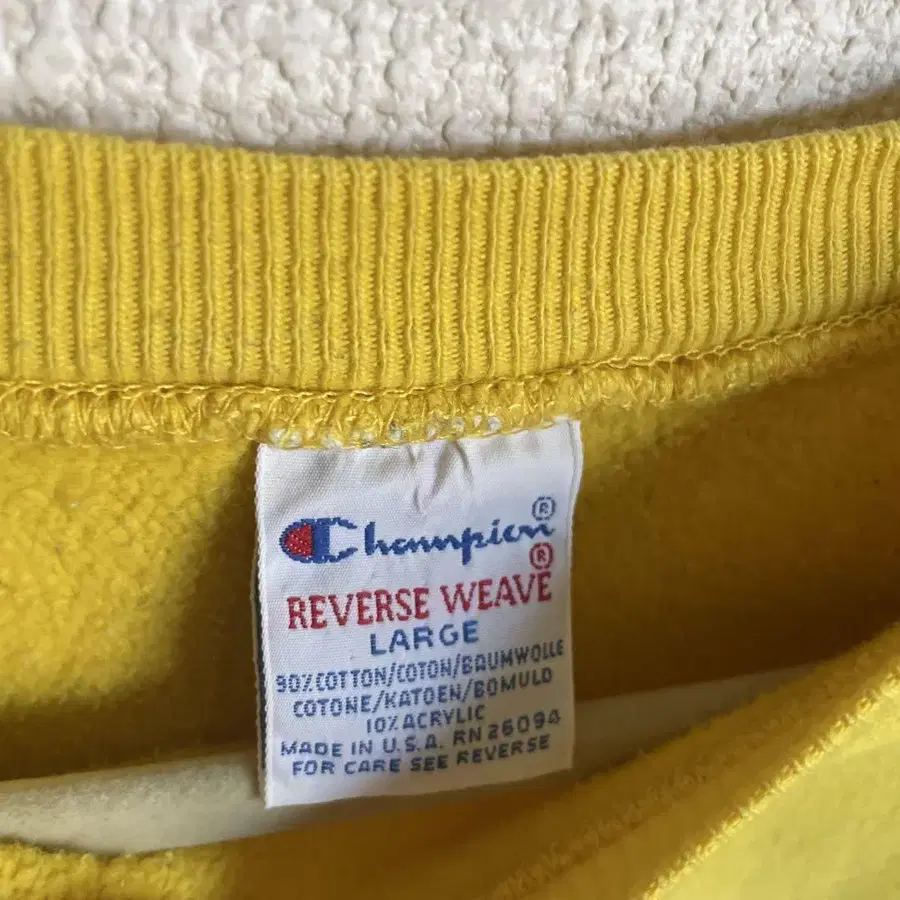 Champion®
REVERSE WEAVE®
LARGE
90% COTTON/COTON/BAUMWOLLE
COTONE/KATOEN/BOMULD
10% ACRYLIC
MADE IN U.S.A. RN 26094
FOR CARE SEE REVERSE